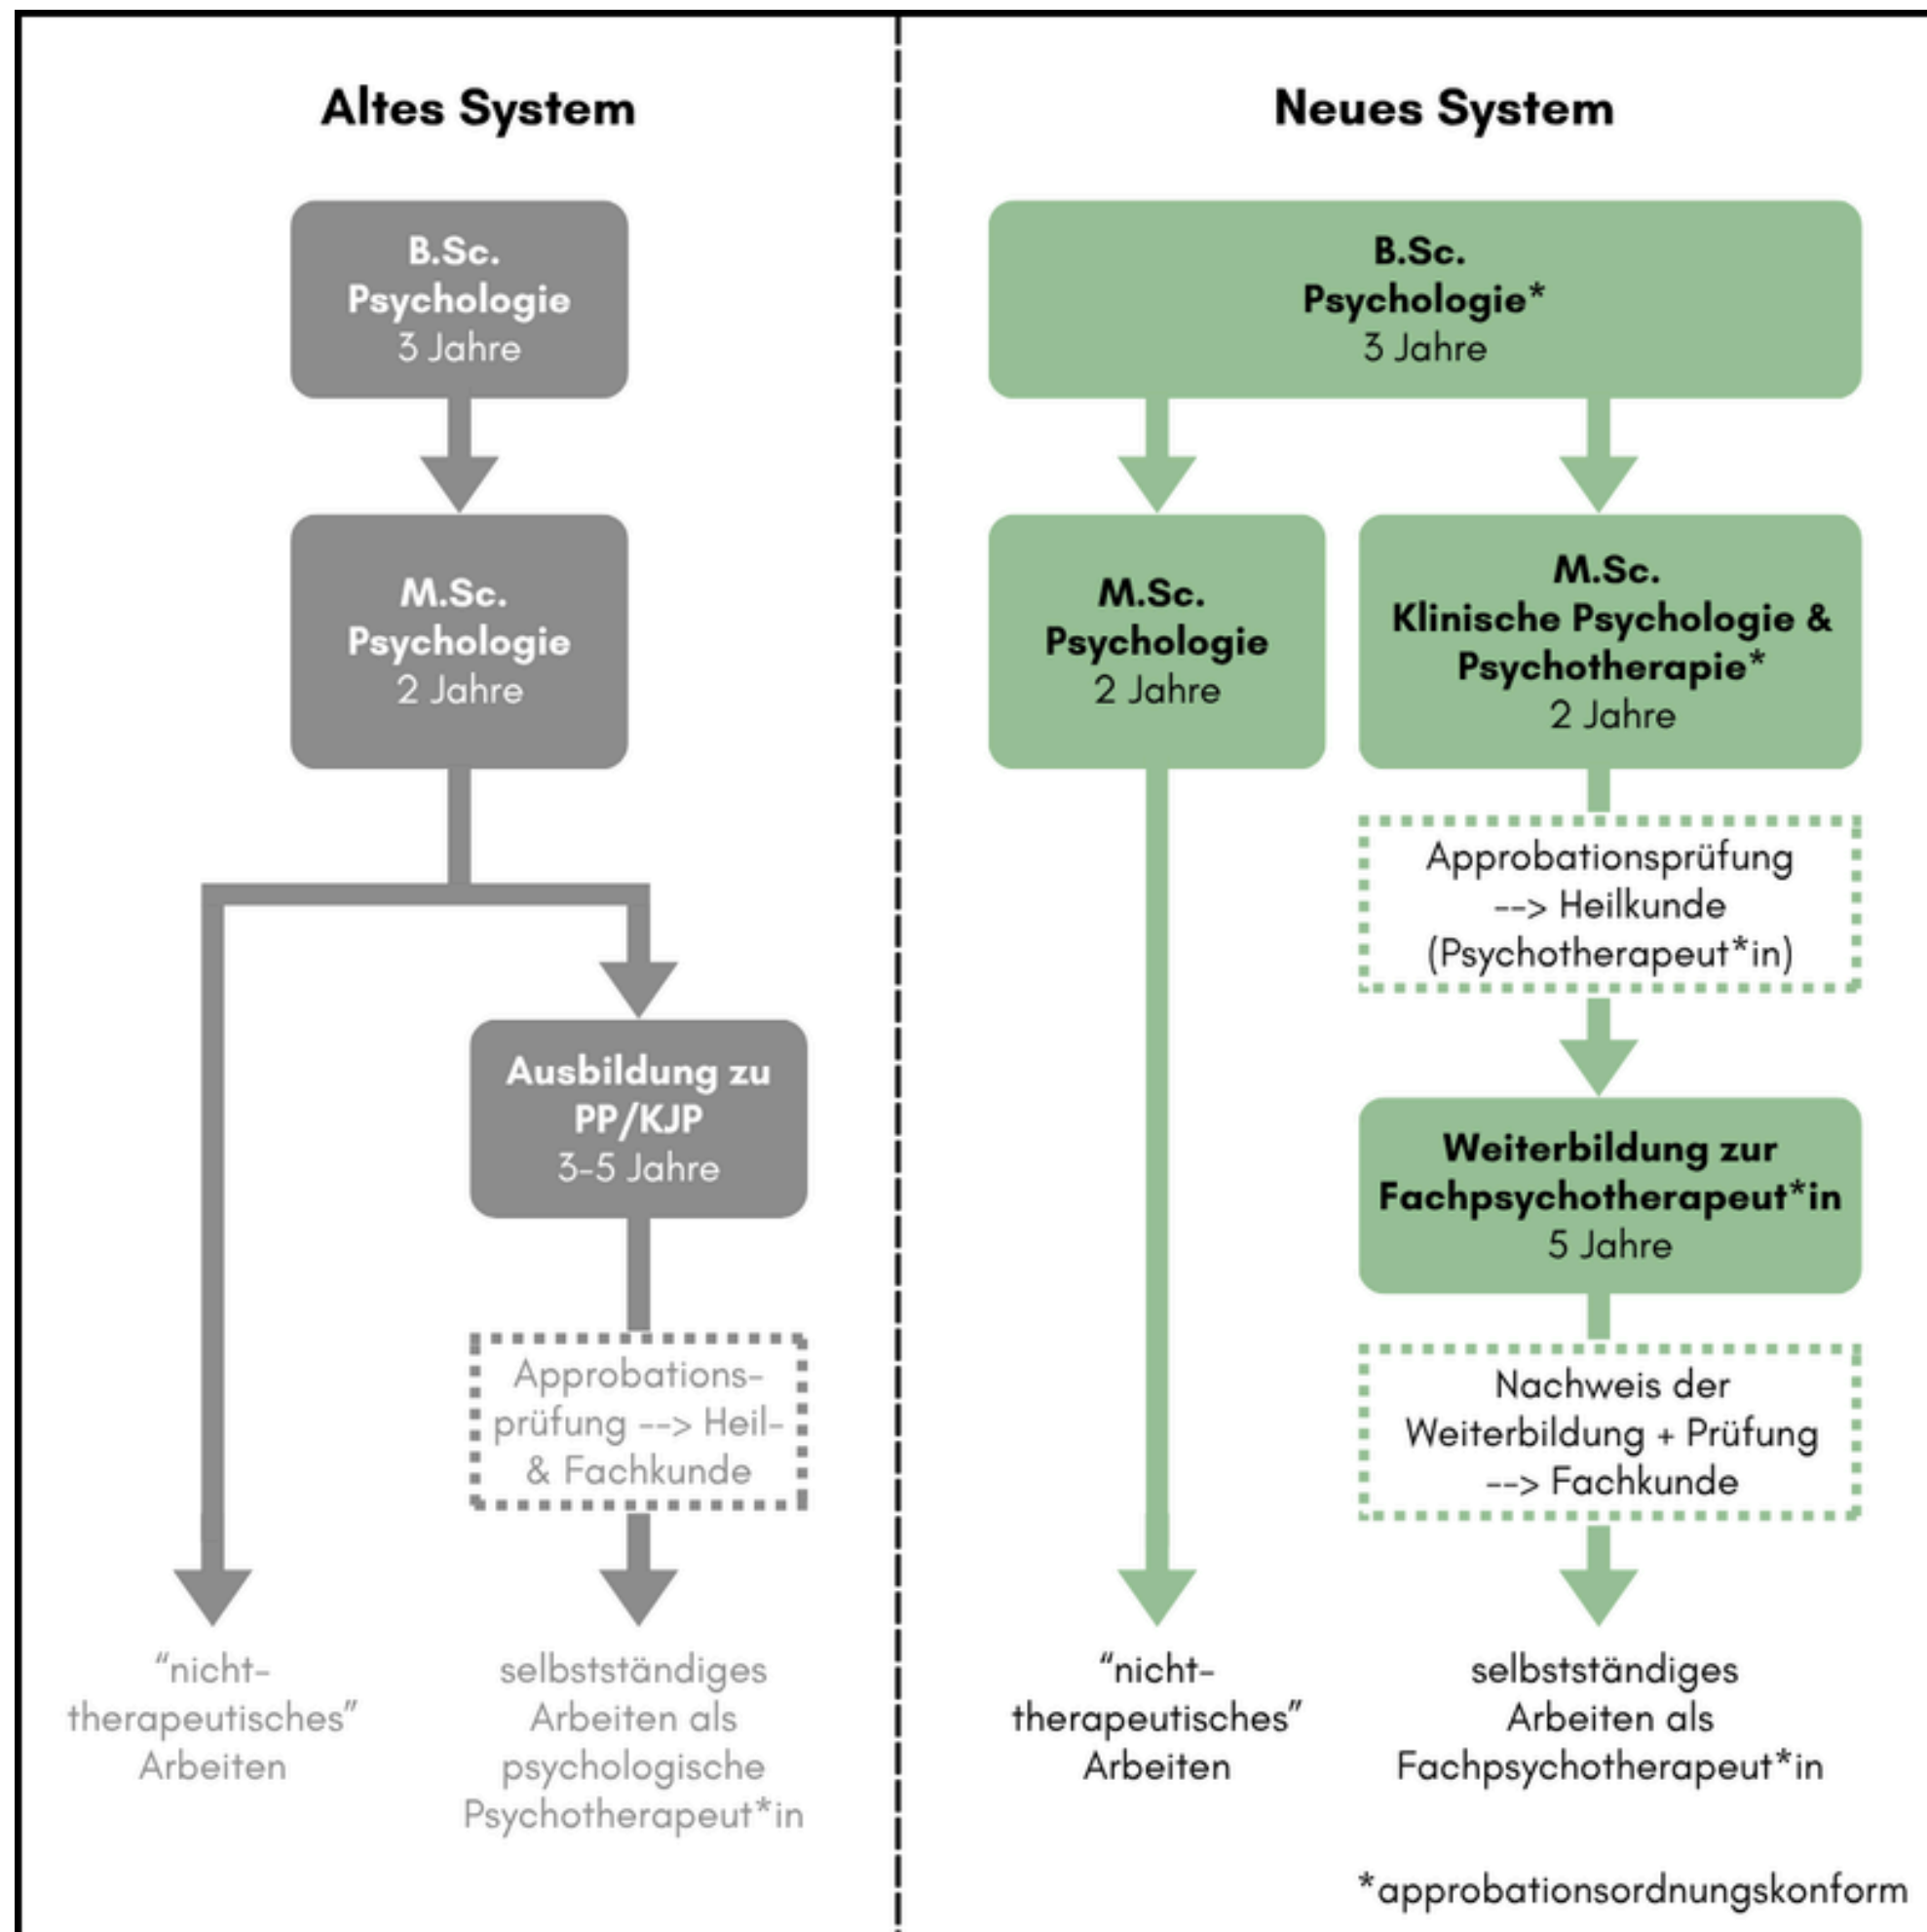 Altes System
B.Sc.
Psychologie
3 Jahre
M.Sc.
Psychologie
2 Jahre
Ausbildung zu
PP/KJP
3-5 Jahre
Approbations-
prüfung --> Heil-
& Fachkunde
"nicht-
therapeutisches"
Arbeiten
selbstständiges
Arbeiten als
psychologische
Psychotherapeut*in
Neues System
B.Sc.
Psychologie*
3 Jahre
M.Sc.
Psychologie
2 Jahre
M.Sc.
Klinische Psychologie &
Psychotherapie*
2 Jahre
Approbationsprüfung
--> Heilkunde
(Psychotherapeut*in)
Weiterbildung zur
Fachpsychotherapeut*in
5 Jahre
Nachweis der
Weiterbildung + Prüfung
--> Fachkunde
"nicht-
therapeutisches"
Arbeiten
selbstständiges
Arbeiten als
Fachpsychotherapeut*in
*approbationsordnungskonform